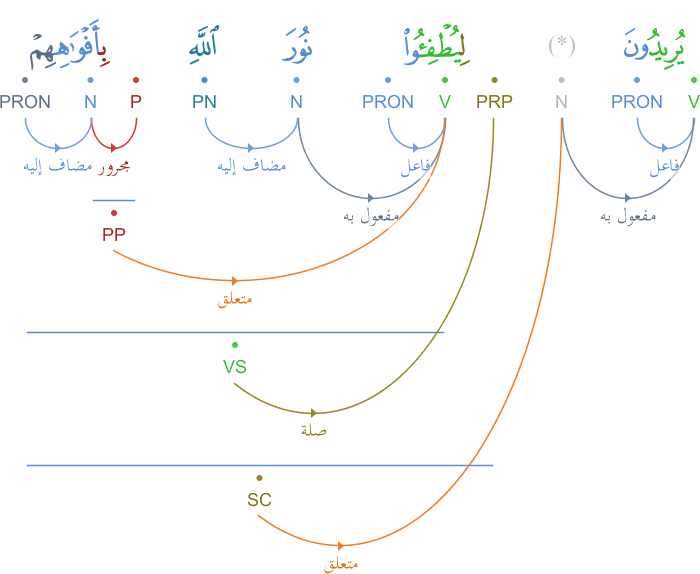 يُرِيدُونَ (*) لِيُطْفِـُٔوا۟ نُورَ ٱللَّهِ بِأَفْوَٰهِهِمْ
PRON N P PN N PRON V PRP N PRON V
مضاف إليه مجرور مضاف إليه فاعل فاعل
مفعول به مفعول به
PP
متعلق
VS
صلة
SC
متعلق